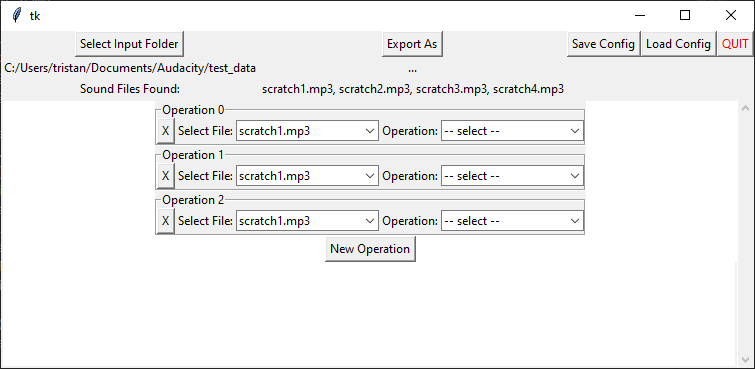 tk
Select Input Folder Export As Save Config Load Config QUIT
C:/Users/tristan/Documents/Audacity/test_data ...
Sound Files Found: scratch1.mp3, scratch2.mp3, scratch3.mp3, scratch4.mp3
Operation 0
X Select File: scratch1.mp3 Operation: -- select --
Operation 1
X Select File: scratch1.mp3 Operation: -- select --
Operation 2
X Select File: scratch1.mp3 Operation: -- select --
New Operation